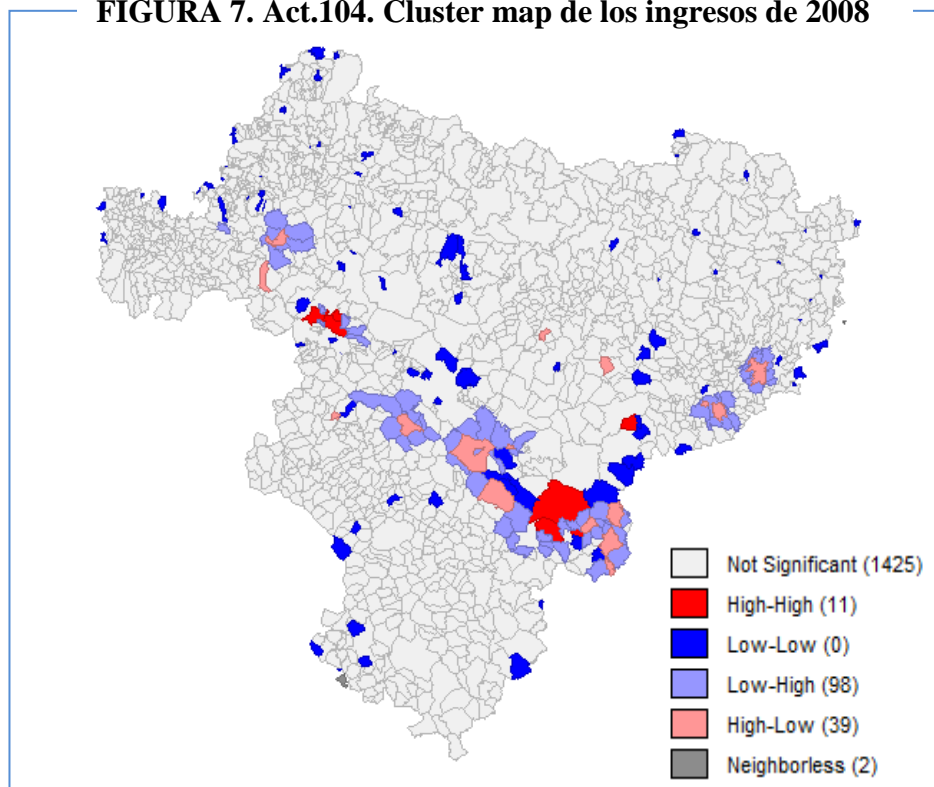 FIGURA 7. Act.104. Cluster map de los ingresos de 2008
Not Significant (1425)
High-High (11)
Low-Low (0)
Low-High (98)
High-Low (39)
Neighborless (2)